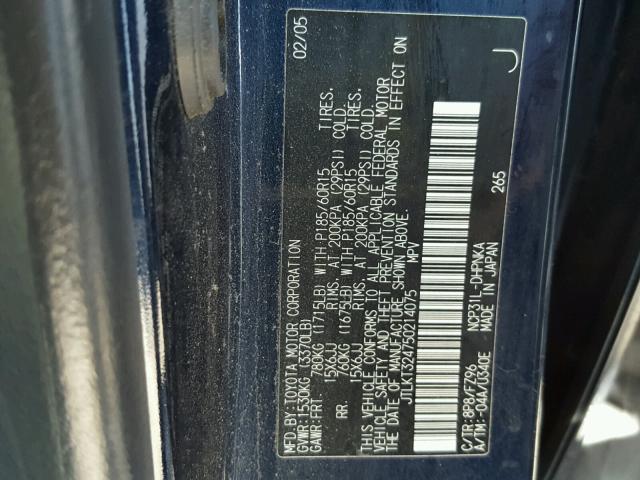 MFD.BY:TOYOTA MOTOR CORPORATION 02/05
GVWR:1530KG (3370LB)
GAWR:FRT. 780KG (1715LB) WITH P185/60R15 TIRES.
15X6JJ RIMS. AT 200KPA (29PSI) COLD.
RR. 760KG (1675LB) WITH P185/60R15 TIRES.
15X6JJ RIMS. AT 200KPA (29PSI) COLD.
THIS VEHICLE CONFORMS TO ALL APPLICABLE FEDERAL MOTOR
VEHICLE SAFETY AND THEFT PREVENTION STANDARDS IN EFFECT ON
THE DATE OF MANUFACTURE SHOWN ABOVE.
JTLKT324750214075 MPV
C/TR:8P8/FZ26 NCP31L-DHPNKA
A/TM:-04A/U340E MADE IN JAPAN 265
J